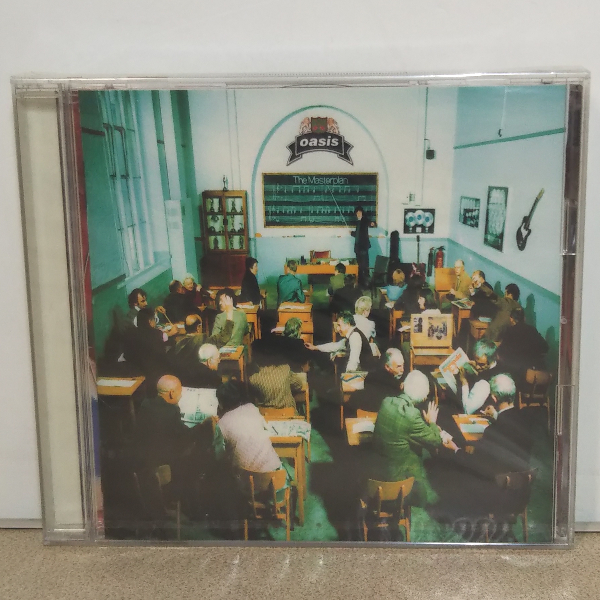 oasis
The Masterplan